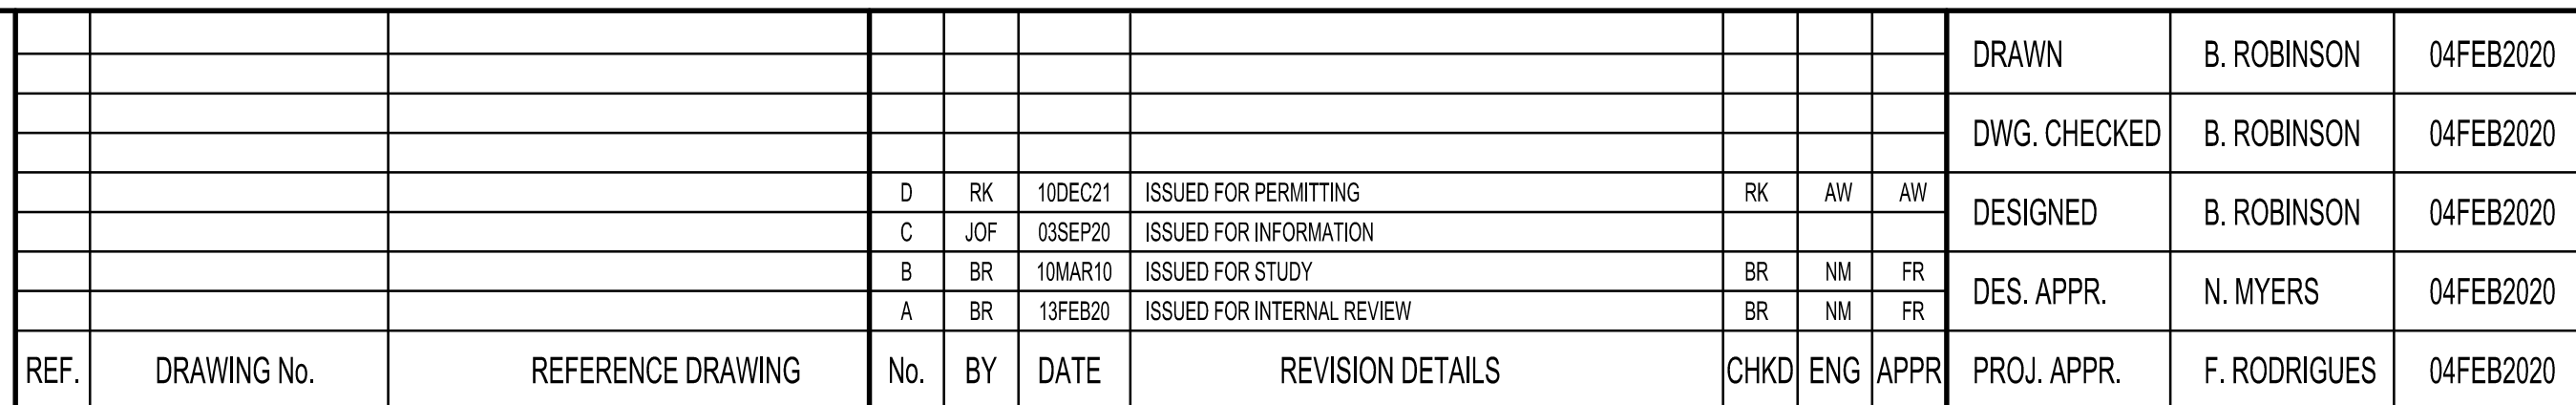 DRAWN B. ROBINSON 04FEB2020
DWG. CHECKED B. ROBINSON 04FEB2020
D RK 10DEC21 ISSUED FOR PERMITTING RK AW AW
DESIGNED B. ROBINSON 04FEB2020
C JOF 03SEP20 ISSUED FOR INFORMATION
B BR 10MAR10 ISSUED FOR STUDY BR NM FR
DES. APPR. N. MYERS 04FEB2020
A BR 13FEB20 ISSUED FOR INTERNAL REVIEW BR NM FR
REF. DRAWING No. REFERENCE DRAWING No. BY DATE REVISION DETAILS CHKD ENG APPR PROJ. APPR. F. RODRIGUES 04FEB2020